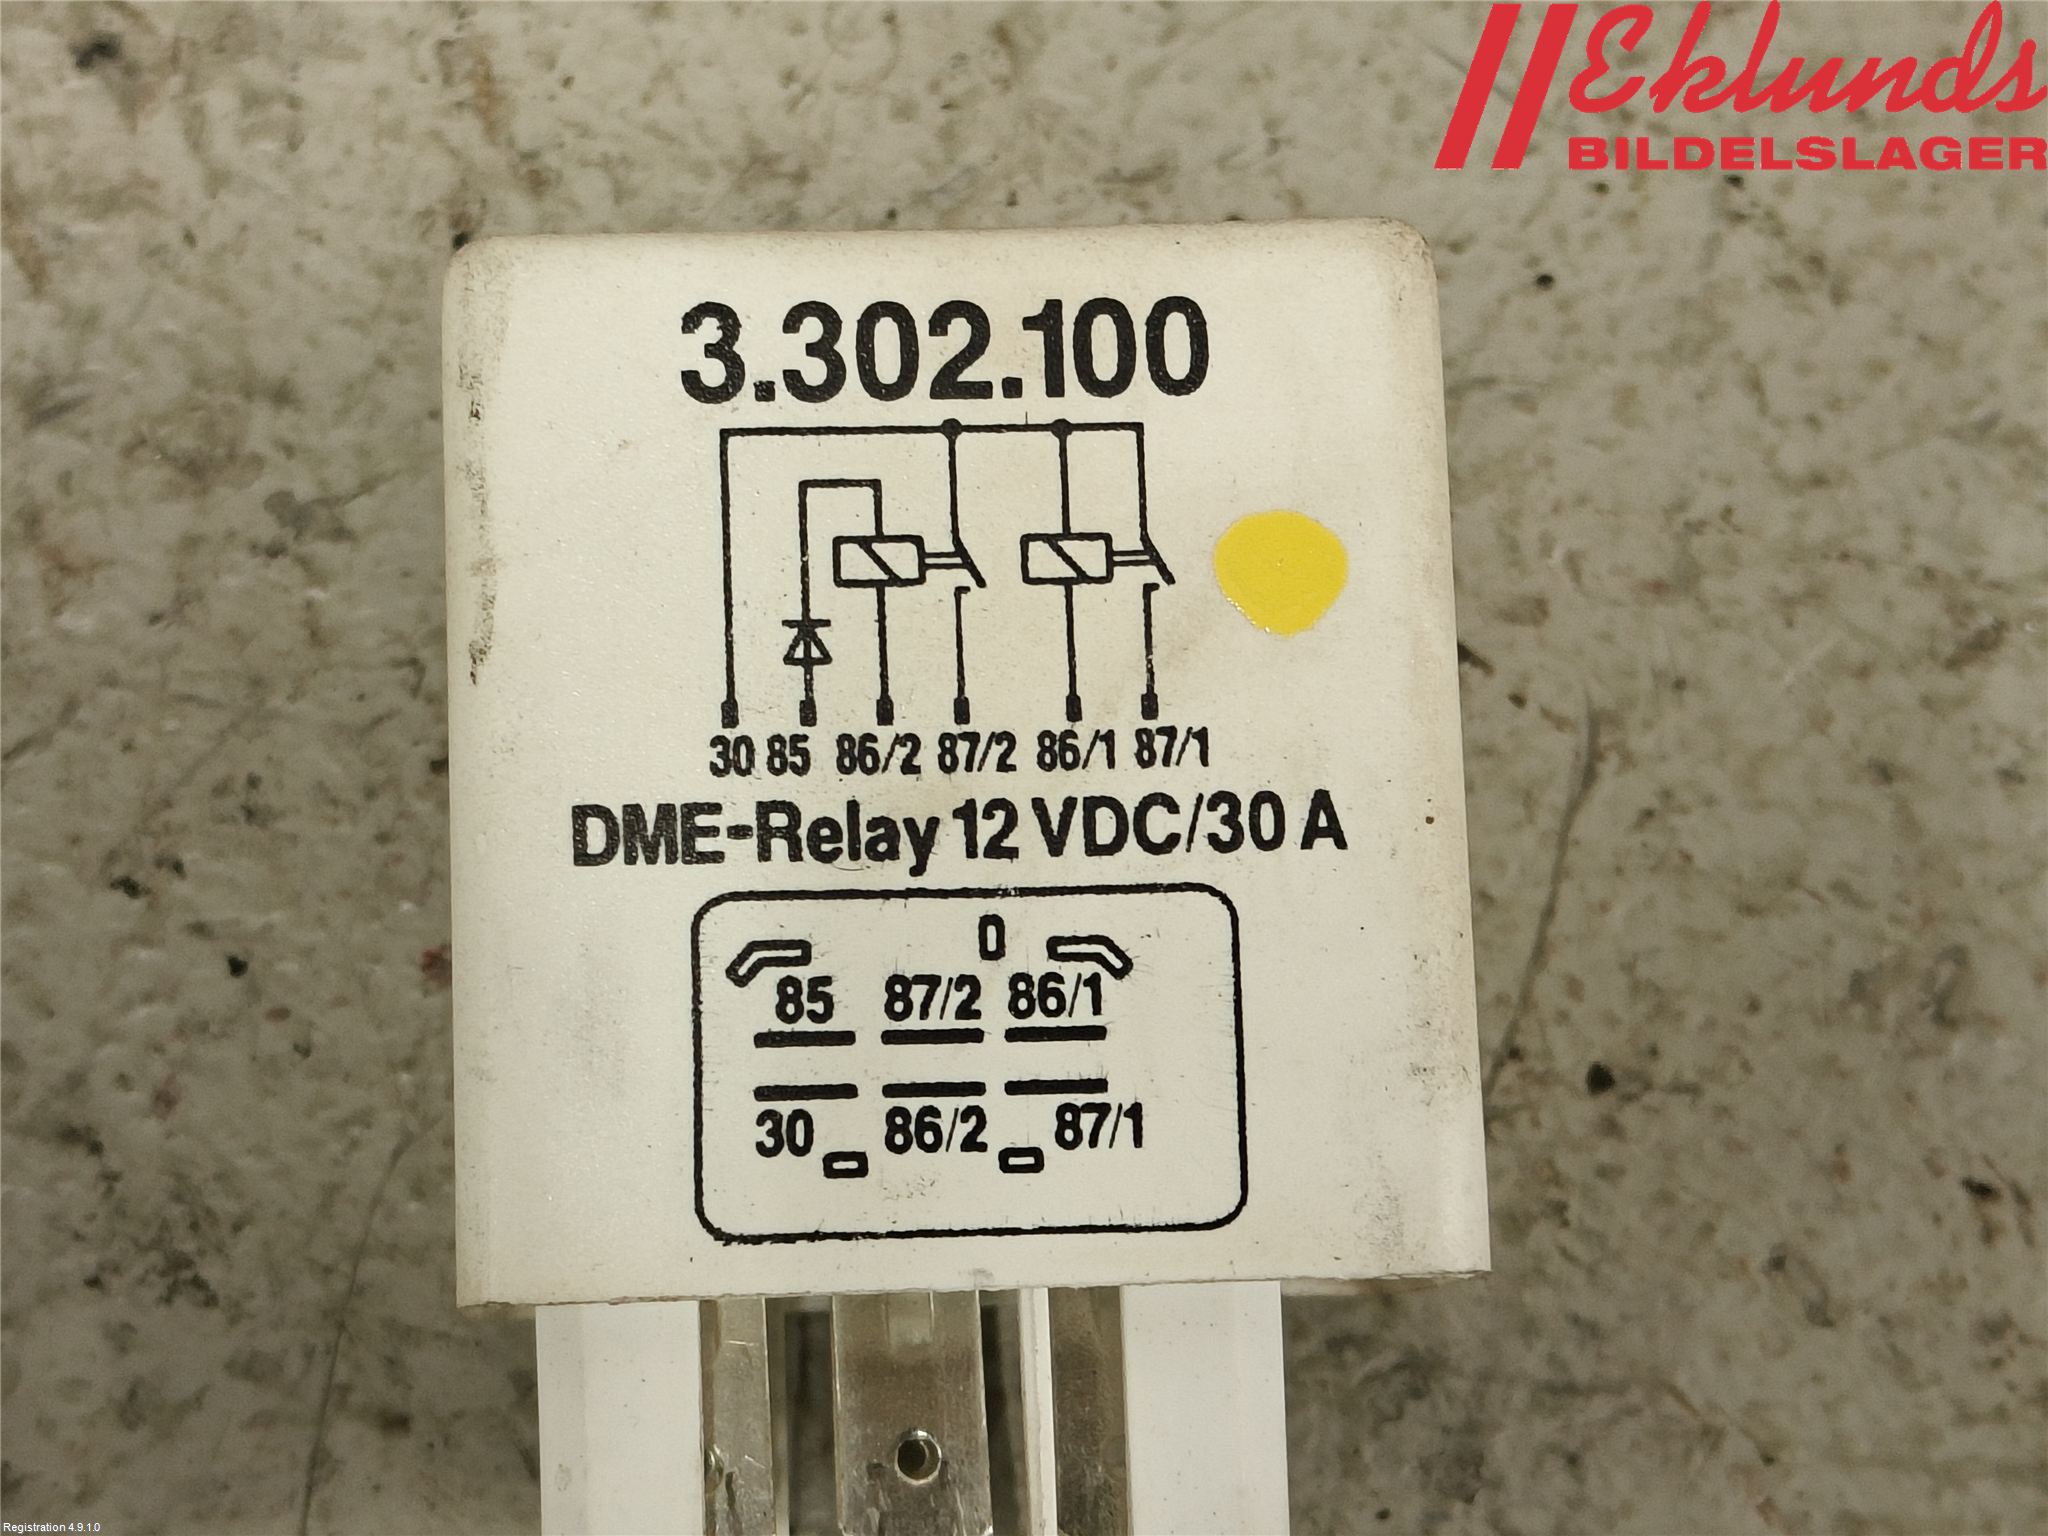 Eklunds
BILDELSLAGER
3.302.100
30 85 86/2 87/2 86/1 87/1
DME-Relay 12 VDC/30 A
85 87/2 86/1
30 86/2 87/1
Registration 4.9.1.0